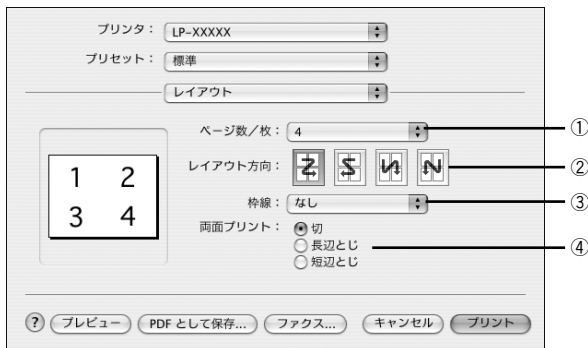 プリンタ： LP-XXXXX
プリセット： 標準
レイアウト
ページ数／枚： 4
①
レイアウト方向：
②
枠線： なし
③
両面プリント： 切
長辺とじ
④
短辺とじ
1 2
3 4
? プレビュー PDF として保存... ファクス... キャンセル プリント